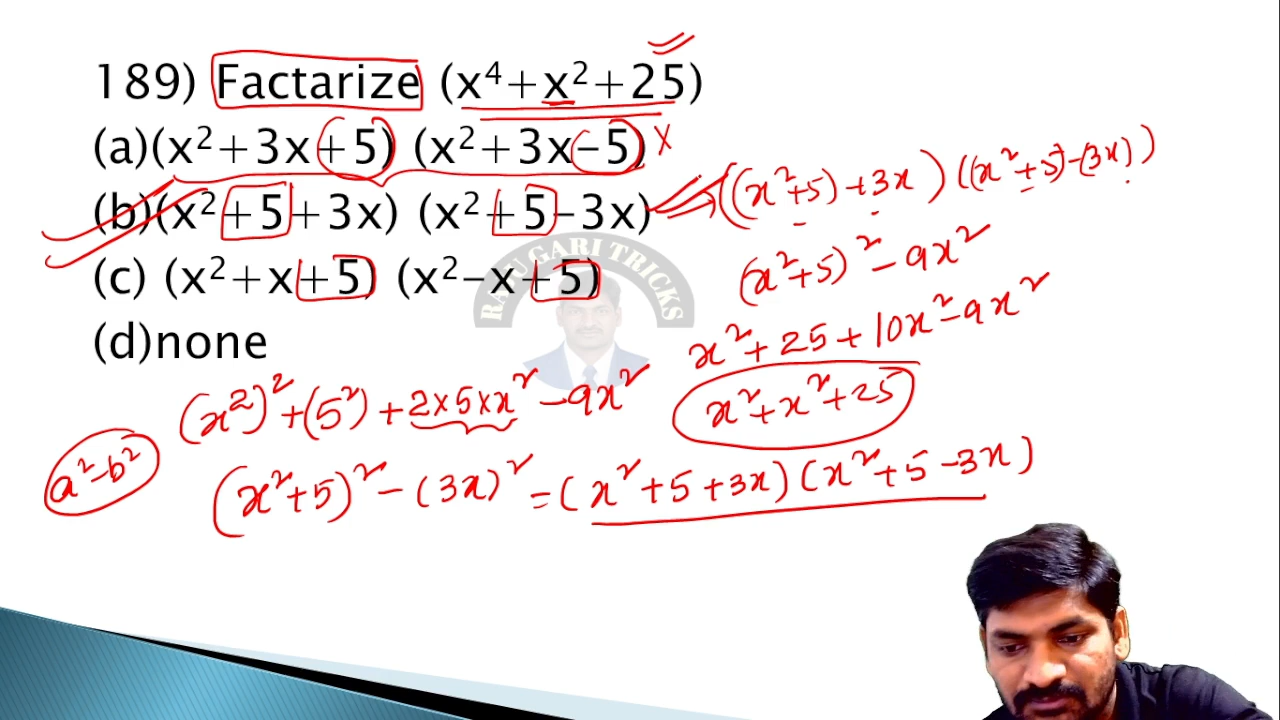 189) Factarize (x⁴+x²+25)
(a)(x²+3x+5) (x²+3x–5) x
(b)(x²+5+3x) (x²+5–3x) ((x²+5)+3x) ((x²+5)-(3x))
(x²+5)²-9x²
(c) (x²+x+5) (x²–x+5)
RAJUGARI TRICKS
(d)none
x²+25+10x²-9x²
x²+x²+25
(x²)²+(5²)+2×5×x²-9x²
a²-b²
(x²+5)²-(3x)²=(x²+5+3x)(x²+5-3x)